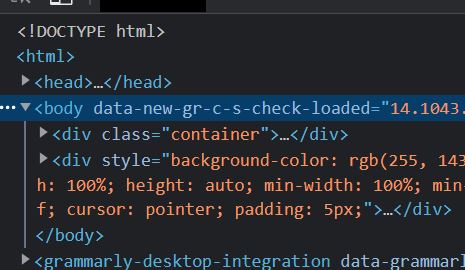 <!DOCTYPE html>
<html>
<head>…</head>
<body data-new-gr-c-s-check-loaded="14.1043.
<div class="container">…</div>
<div style="background-color: rgb(255, 143
h: 100%; height: auto; min-width: 100%; min-
f; cursor: pointer; padding: 5px;">…</div>
</body>
<grammarly-desktop-integration data-grammarl